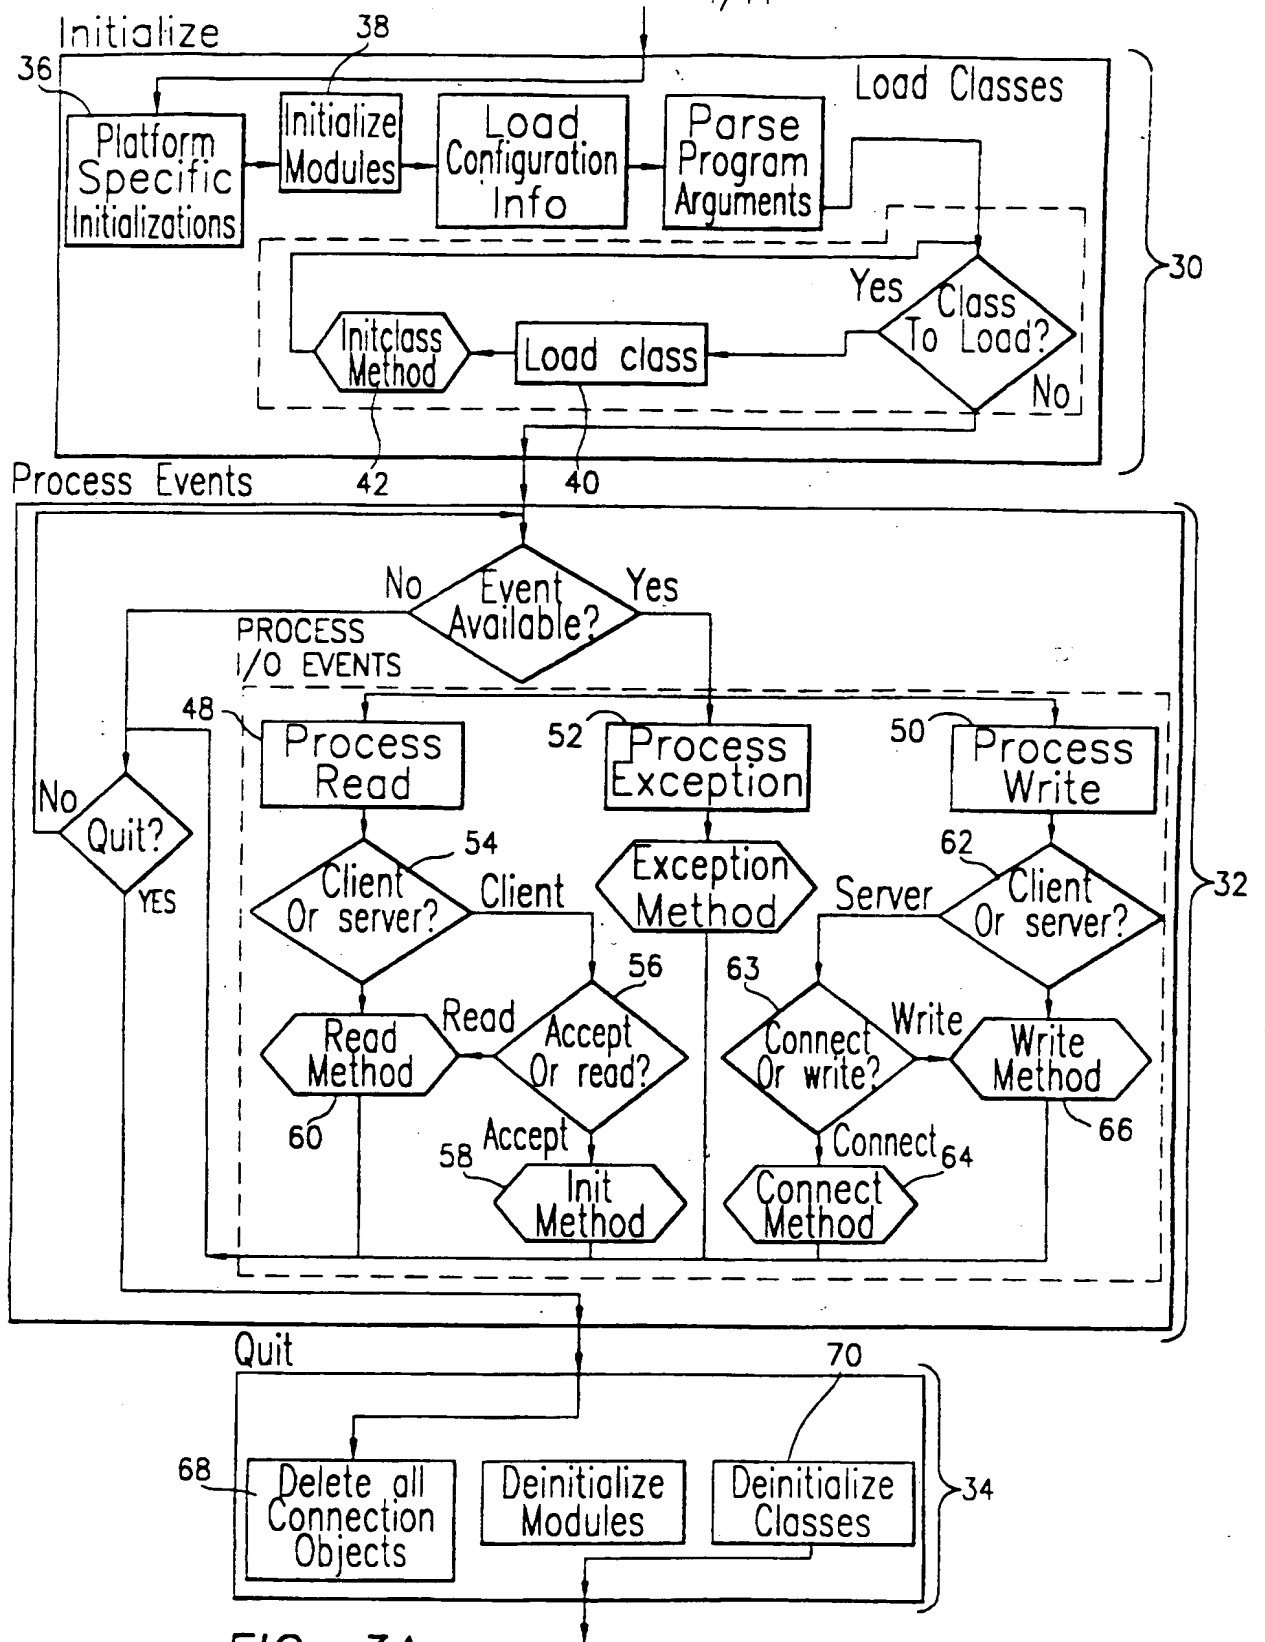 Initialize
38
36
Load Classes
Platform
Specific
Initializations
Initialize
Modules
Load
Configuration
Info
Parse
Program
Arguments
30
Yes
Class
To Load?
No
Initclass
Method
Load class
42
40
Process Events
No
Event
Available?
Yes
PROCESS
I/O EVENTS
48
Process
Read
52
Process
Exception
50
Process
Write
No
Quit?
YES
54
Client
Or server?
Client
Exception
Method
62
Server
Client
Or server?
32
56
63
Read
Method
Read
Accept
Or read?
Connect
Or write?
Write
Write
Method
60
Accept
58
Init
Method
Connect
64
Connect
Method
66
Quit
70
68
Delete all
Connection
Objects
Deinitialize
Modules
Deinitialize
Classes
34